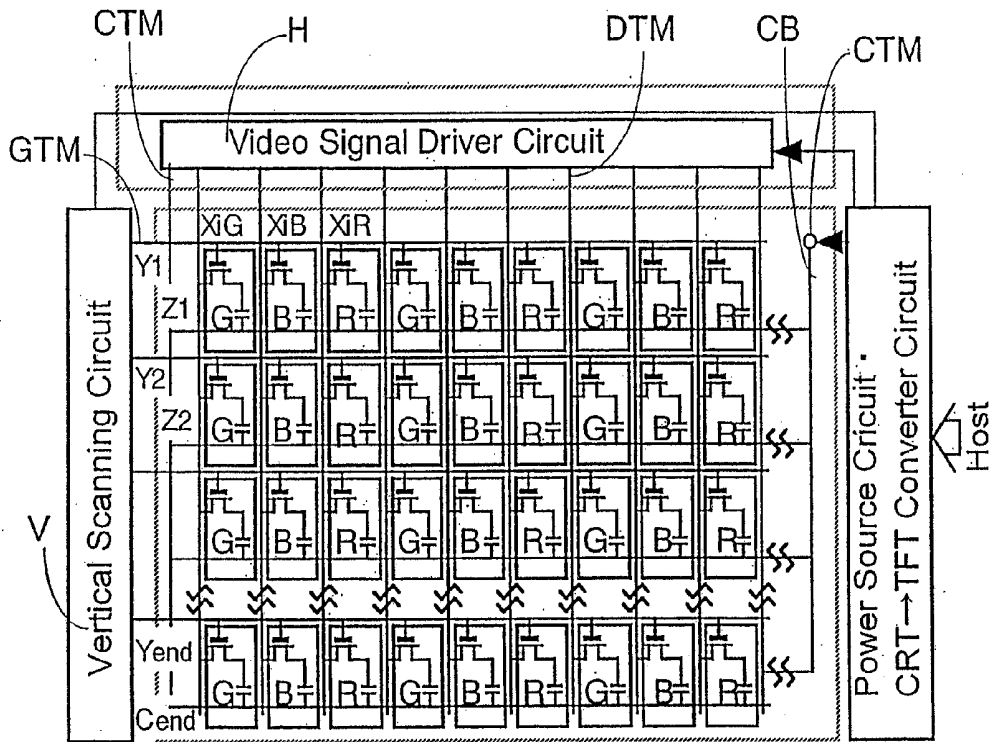 CTM H DTM CB CTM
Video Signal Driver Circuit
GTM
XiG XiB XiR
Y1
G B R G B R G B R
Z1
Y2
G B R G B R G B R
Z2
G B R G B R G B R
Yend
G B R G B R G B R
Cend
V
Vertical Scanning Circuit
Power Source Cricuit
CRT→TFT Converter Circuit
Host